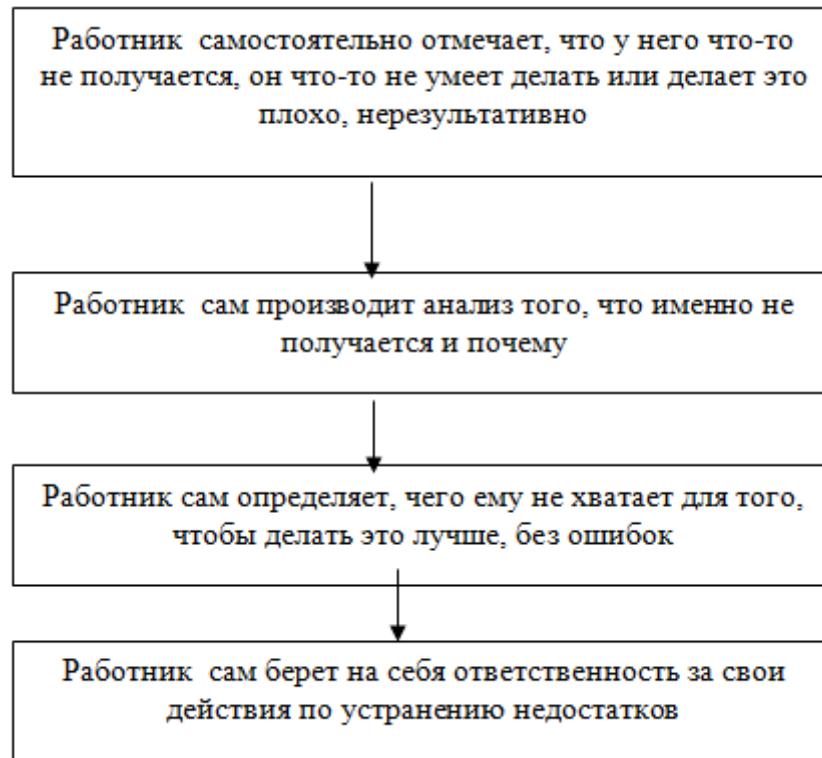 Работник самостоятельно отмечает, что у него что-то
не получается, он что-то не умеет делать или делает это
плохо, нерезультативно
Работник сам производит анализ того, что именно не
получается и почему
Работник сам определяет, чего ему не хватает для того,
чтобы делать это лучше, без ошибок
Работник сам берет на себя ответственность за свои
действия по устранению недостатков